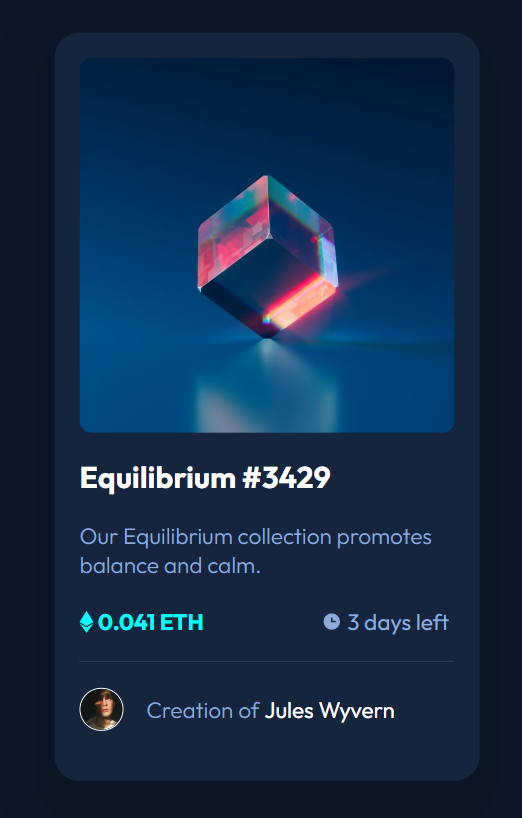 Equilibrium #3429
Our Equilibrium collection promotes
balance and calm.
0.041 ETH
3 days left
Creation of Jules Wyvern